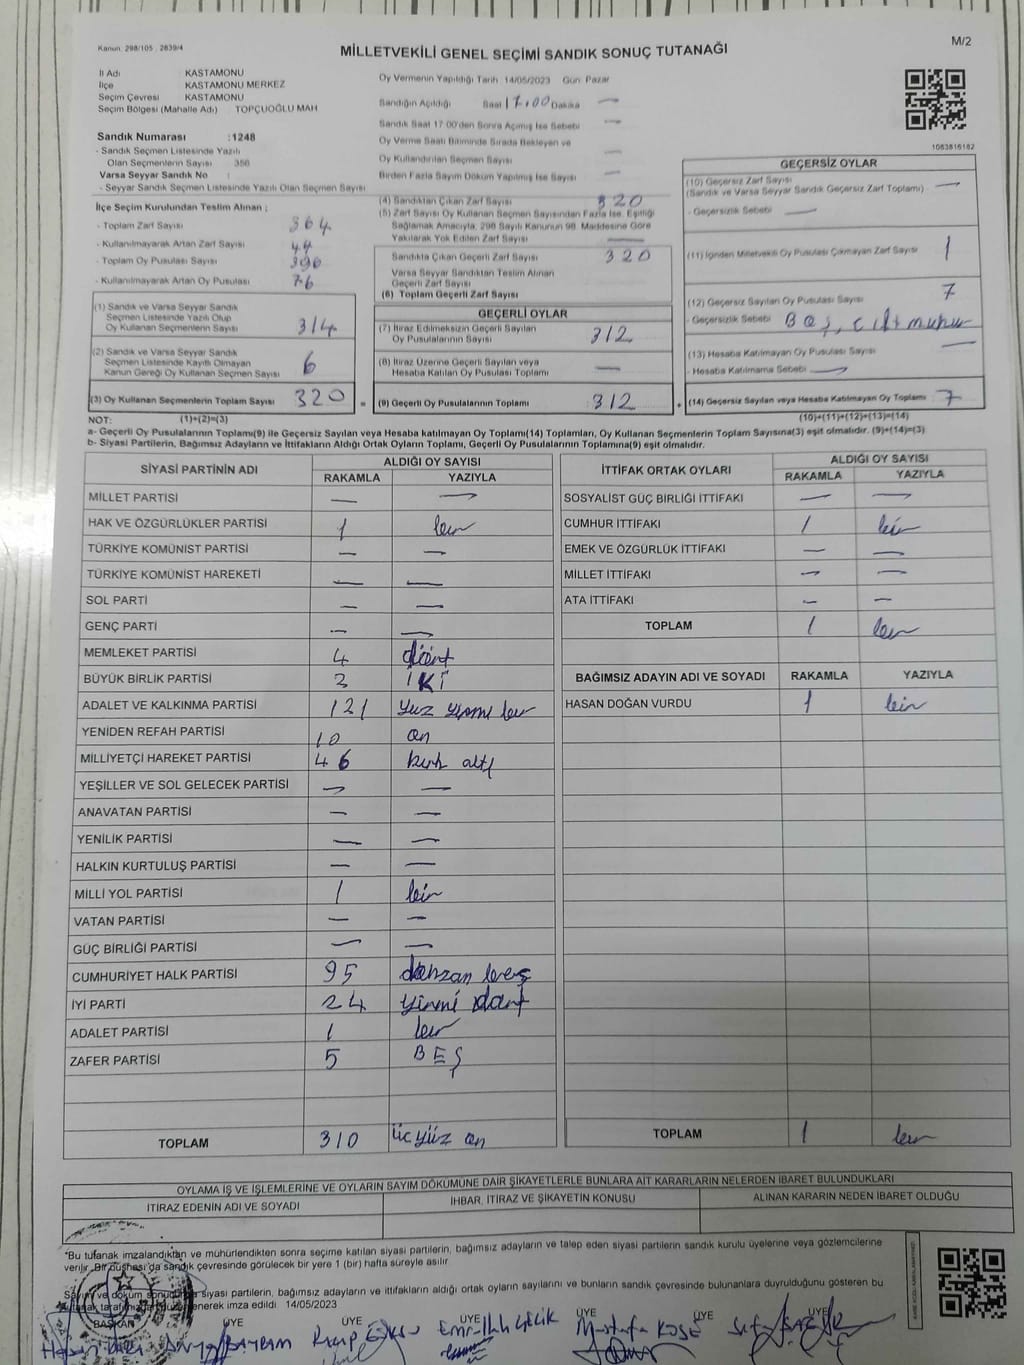 Kanun: 298/105 , 2839/4
M/2
MİLLETVEKİLİ GENEL SEÇİMİ SANDIK SONUÇ TUTANAĞI
İl Adı KASTAMONU
İlçe KASTAMONU MERKEZ
Seçim Çevresi KASTAMONU
Seçim Bölgesi (Mahalle Adı) TOPÇUOĞLU MAH
Sandık Numarası :1248
- Sandık Seçmen Listesinde Yazılı
Olan Seçmenlerin Sayısı 356
Varsa Seyyar Sandık No :
- Seyyar Sandık Seçmen Listesinde Yazılı Olan Seçmen Sayısı
Oy Vermenin Yapıldığı Tarih 14/05/2023 Gün: Pazar
Sandığın Açıldığı Saat 17:00 Dakika —
Sandık Saat 17:00'den Sonra Açılmış İse Sebebi —
Oy Verme Saati Bitiminde Sırada Bekleyen ve
Oy Kullandırılan Seçmen Sayısı —
Birden Fazla Sayım Döküm Yapılmış İse Sayısı —
1083816182
İlçe Seçim Kurulundan Teslim Alınan ;
- Toplam Zarf Sayısı 364
- Kullanılmayarak Artan Zarf Sayısı 44
- Toplam Oy Pusulası Sayısı 396
- Kullanılmayarak Artan Oy Pusulası 76
(1) Sandık ve Varsa Seyyar Sandık
Seçmen Listesinde Yazılı Olup
Oy Kullanan Seçmenlerin Sayısı 314
(2) Sandık ve Varsa Seyyar Sandık
Seçmen Listesinde Kayıtlı Olmayan
Kanun Gereği Oy Kullanan Seçmen Sayısı 6
(3) Oy Kullanan Seçmenlerin Toplam Sayısı 320
(4) Sandıktan Çıkan Zarf Sayısı 320
(5) Zarf Sayısı Oy Kullanan Seçmen Sayısından Fazla İse, Eşitliği
Sağlamak Amacıyla, 298 Sayılı Kanunun 98. Maddesine Göre
Yakılarak Yok Edilen Zarf Sayısı —
Sandıkta Çıkan Geçerli Zarf Sayısı 320
Varsa Seyyar Sandıktan Teslim Alınan
Geçerli Zarf Sayısı
(6) Toplam Geçerli Zarf Sayısı
GEÇERLİ OYLAR
(7) İtiraz Edilmeksizin Geçerli Sayılan
Oy Pusulalarının Sayısı 312
(8) İtiraz Üzerine Geçerli Sayılan veya
Hesaba Katılan Oy Pusulası Toplamı —
= (9) Geçerli Oy Pusulalarının Toplamı 312 +
GEÇERSİZ OYLAR
(10) Geçersiz Zarf Sayısı
(Sandık ve Varsa Seyyar Sandık Geçersiz Zarf Toplamı) —
- Geçersizlik Sebebi —
(11) İçinden Milletvekili Oy Pusulası Çıkmayan Zarf Sayısı 1
(12) Geçersiz Sayılan Oy Pusulası Sayısı 7
- Geçersizlik Sebebi Boş, çift mühür
(13) Hesaba Katılmayan Oy Pusulası Sayısı —
- Hesaba Katılmama Sebebi —
(14) Geçersiz Sayılan veya Hesaba Katılmayan Oy Toplamı 7
NOT: (1)+(2)=(3) (10)+(11)+(12)+(13)=(14)
a- Geçerli Oy Pusulalarının Toplamı(9) ile Geçersiz Sayılan veya Hesaba katılmayan Oy Toplamı(14) Toplamları, Oy Kullanan Seçmenlerin Toplam Sayısına(3) eşit olmalıdır. (9)+(14)=(3)
b- Siyasi Partilerin, Bağımsız Adayların ve İttifakların Aldığı Ortak Oyların Toplamı, Geçerli Oy Pusulalarının Toplamına(9) eşit olmalıdır.
SİYASİ PARTİNİN ADI ALDIĞI OY SAYISI
RAKAMLA YAZIYLA
MİLLET PARTİSİ — —
HAK VE ÖZGÜRLÜKLER PARTİSİ 1 bir
TÜRKİYE KOMÜNİST PARTİSİ — —
TÜRKİYE KOMÜNİST HAREKETİ — —
SOL PARTİ — —
GENÇ PARTİ — —
MEMLEKET PARTİSİ 4 dört
BÜYÜK BİRLİK PARTİSİ 2 İKİ
ADALET VE KALKINMA PARTİSİ 121 yüz yirmi bir
YENİDEN REFAH PARTİSİ 10 on
MİLLİYETÇİ HAREKET PARTİSİ 46 kırk altı
YEŞİLLER VE SOL GELECEK PARTİSİ — —
ANAVATAN PARTİSİ — —
YENİLİK PARTİSİ — —
HALKIN KURTULUŞ PARTİSİ — —
MİLLİ YOL PARTİSİ 1 bir
VATAN PARTİSİ — —
GÜÇ BİRLİĞİ PARTİSİ — —
CUMHURİYET HALK PARTİSİ 95 doksan beş
İYİ PARTİ 24 yirmi dört
ADALET PARTİSİ 1 bir
ZAFER PARTİSİ 5 BEŞ
TOPLAM 310 üçyüz on
İTTİFAK ORTAK OYLARI ALDIĞI OY SAYISI
RAKAMLA YAZIYLA
SOSYALİST GÜÇ BİRLİĞİ İTTİFAKI — —
CUMHUR İTTİFAKI 1 bir
EMEK VE ÖZGÜRLÜK İTTİFAKI — —
MİLLET İTTİFAKI — —
ATA İTTİFAKI — —
TOPLAM 1 bir
BAĞIMSIZ ADAYIN ADI VE SOYADI RAKAMLA YAZIYLA
HASAN DOĞAN VURDU 1 bir
TOPLAM 1 bir
OYLAMA İŞ VE İŞLEMLERİNE VE OYLARIN SAYIM DÖKÜMÜNE DAİR ŞİKAYETLERLE BUNLARA AİT KARARLARIN NELERDEN İBARET BULUNDUKLARI
İTİRAZ EDENİN ADI VE SOYADI İHBAR, İTİRAZ VE ŞİKAYETİN KONUSU ALINAN KARARIN NEDEN İBARET OLDUĞU
"Bu tutanak imzalandıktan ve mühürlendikten sonra seçime katılan siyasi partilerin, bağımsız adayların ve talep eden siyasi partilerin sandık kurulu üyelerine veya gözlemcilerine
verilir. Bir nüshası da sandık çevresinde görülecek bir yere 1 (bir) hafta süreyle asılır
siyasi partilerin, bağımsız adayların ve ittifakların aldığı ortak oyların sayılarını ve bunların sandık çevresinde bulunanlara duyrulduğunu gösteren bu
imza edildi 14/05/2023
BAŞKAN ÜYE ÜYE ÜYE ÜYE ÜYE
Emrullah Çelik Mustafa KÖSE